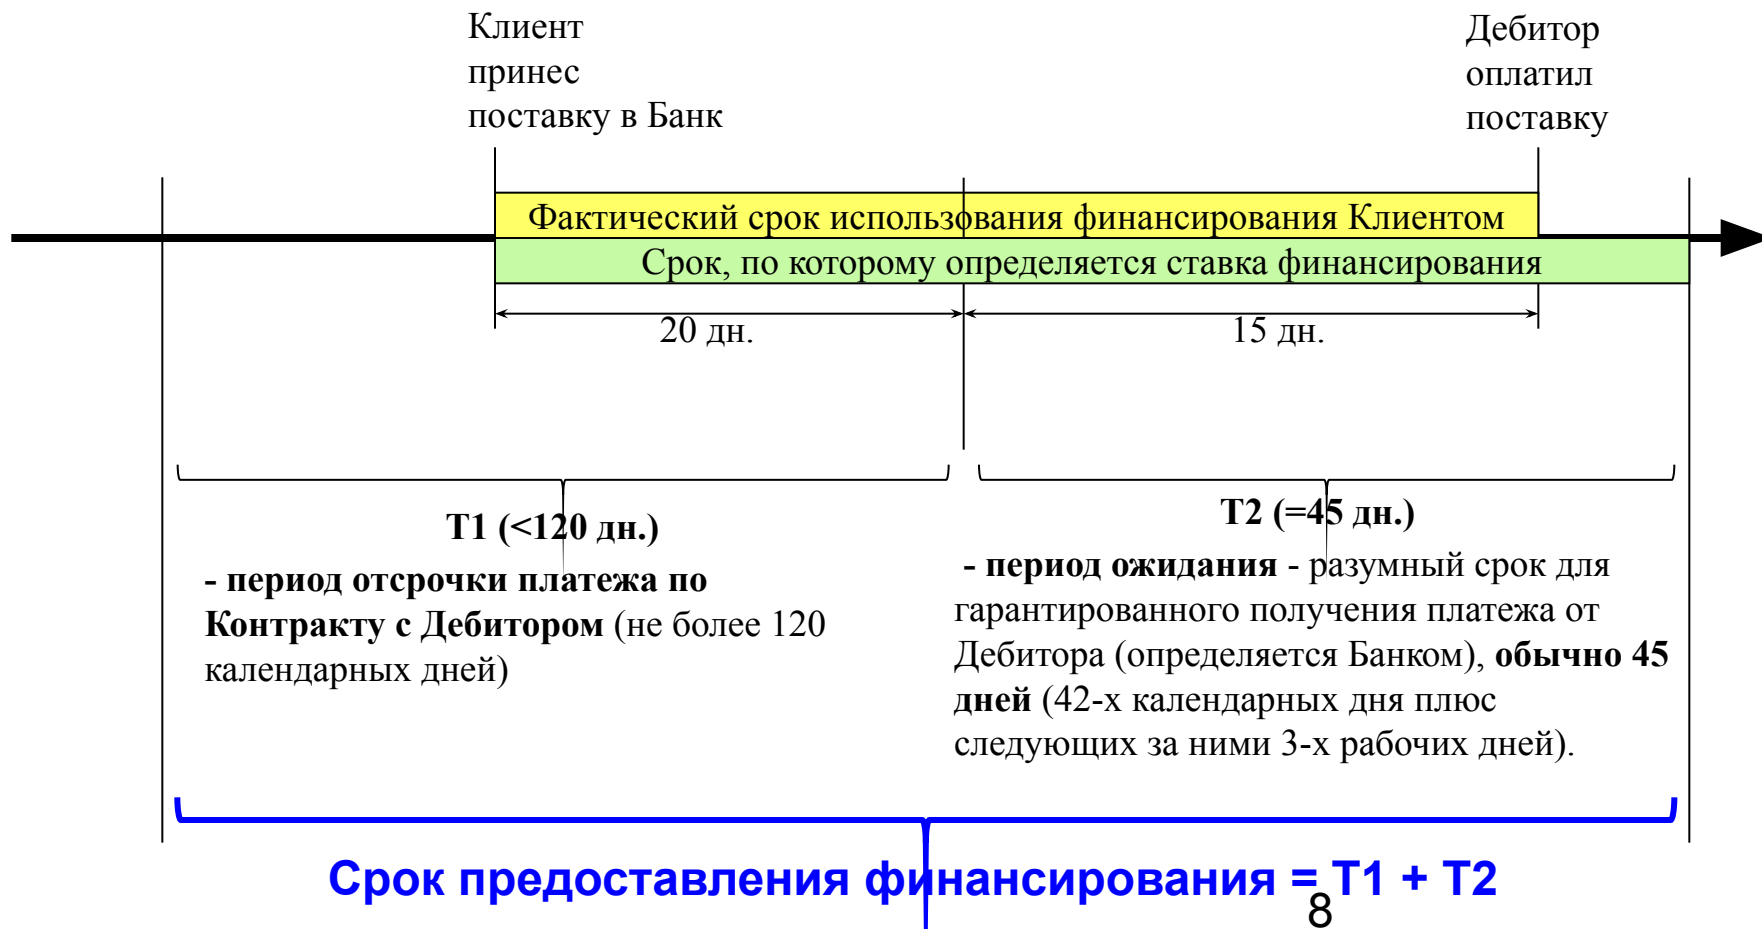 Клиент
принес
поставку в Банк
Дебитор
оплатил
поставку
Фактический срок использования финансирования Клиентом
Срок, по которому определяется ставка финансирования
20 дн.
15 дн.
Т1 (<120 дн.)
- период отсрочки платежа по
Контракту с Дебитором (не более 120
календарных дней)
Т2 (=45 дн.)
- период ожидания - разумный срок для
гарантированного получения платежа от
Дебитора (определяется Банком), обычно 45
дней (42-х календарных дня плюс
следующих за ними 3-х рабочих дней).
Срок предоставления финансирования = Т1 + Т2
8